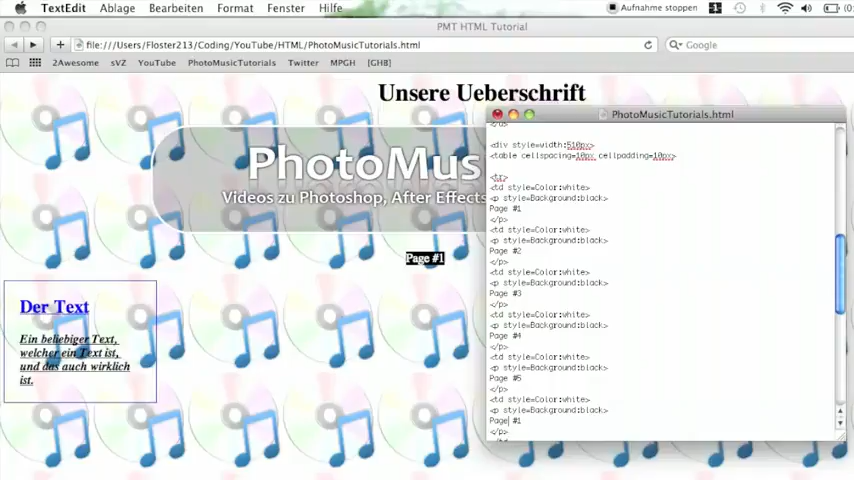 TextEdit Ablage Bearbeiten Format Fenster Hilfe Aufnahme stoppen
PMT HTML Tutorial
file:///Users/Floster213/Coding/YouTube/HTML/PhotoMusicTutorials.html Google
2Awesome sVZ YouTube PhotoMusicTutorials Twitter MPGH [GHB]
Unsere Ueberschrift
PhotoMus
Videos zu Photoshop, After Effects
Page #1
Der Text
Ein beliebiger Text,
welcher ein Text ist,
und das auch wirklich
ist.
PhotoMusicTutorials.html
<div style=width:510px>
<table cellspacing=10px cellpadding=10px>
<tr>
<td style=Color:white>
<p style=Background:black>
Page #1
</p>
<td style=Color:white>
<p style=Background:black>
Page #2
</p>
<td style=Color:white>
<p style=Background:black>
Page #3
</p>
<td style=Color:white>
<p style=Background:black>
Page #4
</p>
<td style=Color:white>
<p style=Background:black>
Page #5
</p>
<td style=Color:white>
<p style=Background:black>
Page #1
</p>